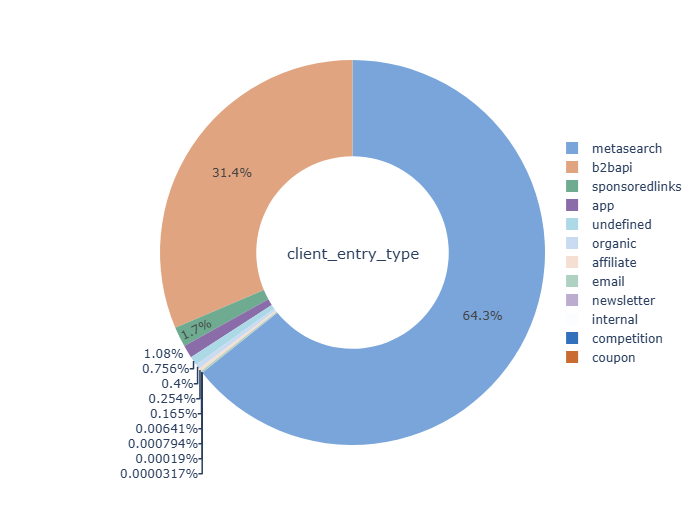 31.4%
client_entry_type
64.3%
1.7%
1.08%
0.756%
0.4%
0.254%
0.165%
0.00641%
0.000794%
0.00019%
0.0000317%
metasearch
b2bapi
sponsoredlinks
app
undefined
organic
affiliate
email
newsletter
internal
competition
coupon